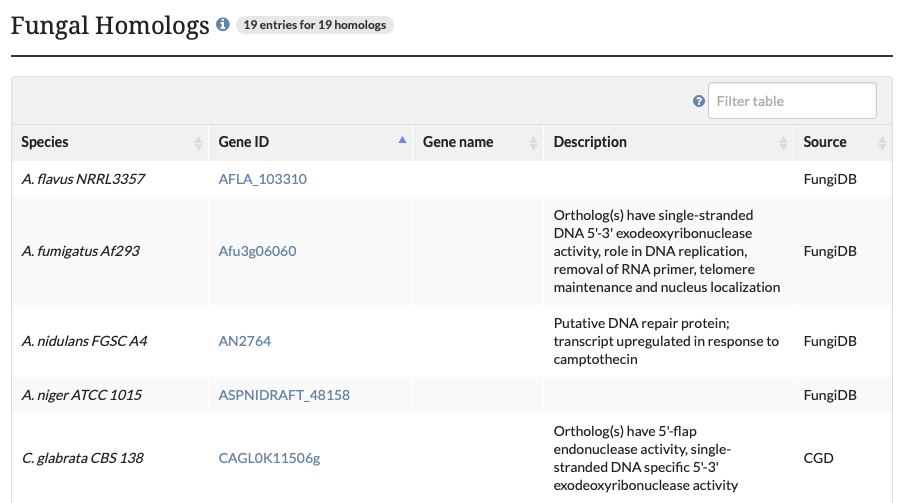 Fungal Homologs 19 entries for 19 homologs
Filter table
Species Gene ID Gene name Description Source
A. flavus NRRL3357 AFLA_103310 FungiDB
Ortholog(s) have single-stranded
DNA 5'-3' exodeoxyribonuclease
A. fumigatus Af293 Afu3g06060 activity, role in DNA replication, FungiDB
removal of RNA primer, telomere
maintenance and nucleus localization
Putative DNA repair protein;
A. nidulans FGSC A4 AN2764 transcript upregulated in response to FungiDB
camptothecin
A. niger ATCC 1015 ASPNIDRAFT_48158 FungiDB
Ortholog(s) have 5'-flap
endonuclease activity, single-
C. glabrata CBS 138 CAGL0K11506g stranded DNA specific 5'-3' CGD
exodeoxyribonuclease activity